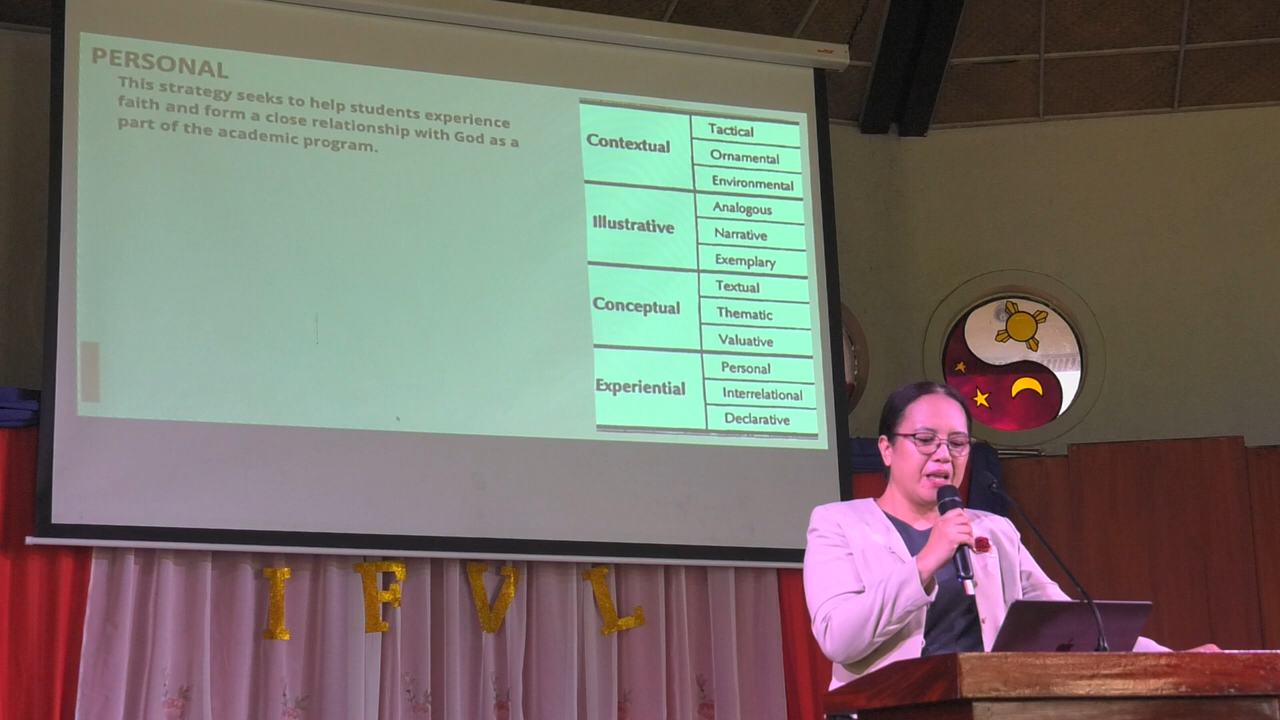 PERSONAL
This strategy seeks to help students experience
faith and form a close relationship with God as a
part of the academic program.
Contextual
Tactical
Ornamental
Environmental
Illustrative
Analogous
Narrative
Exemplary
Conceptual
Textual
Thematic
Valuative
Experiential
Personal
Interrelational
Declarative
I F V L